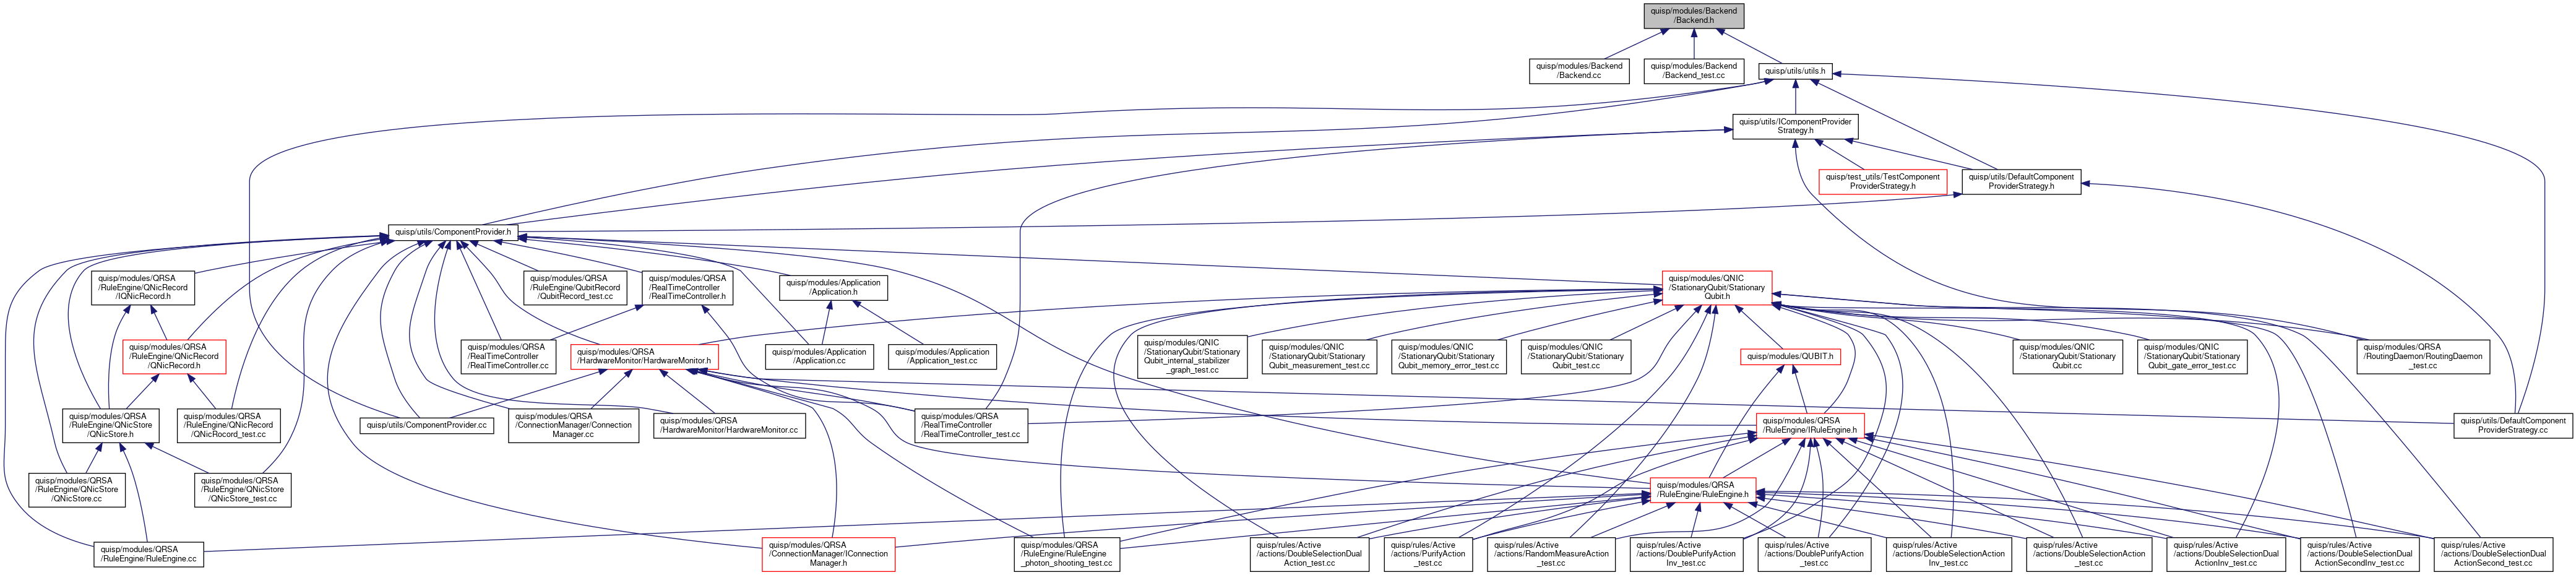 quisp/modules/Backend
/Backend.h
quisp/modules/Backend
/Backend.cc
quisp/modules/Backend
/Backend_test.cc
quisp/utils/utils.h
quisp/utils/IComponentProvider
Strategy.h
quisp/test_utils/TestComponent
ProviderStrategy.h
quisp/utils/DefaultComponent
ProviderStrategy.h
quisp/utils/ComponentProvider.h
quisp/modules/QRSA
/RuleEngine/QNicRecord
/IQNicRecord.h
quisp/modules/QRSA
/RuleEngine/QubitRecord
/QubitRecord_test.cc
quisp/modules/QRSA
/RealTimeController
/RealTimeController.h
quisp/modules/Application
/Application.h
quisp/modules/QNIC
/StationaryQubit/Stationary
Qubit.h
quisp/modules/QRSA
/RuleEngine/QNicRecord
/QNicRecord.h
quisp/modules/QRSA
/RealTimeController
/RealTimeController.cc
quisp/modules/QRSA
/HardwareMonitor/HardwareMonitor.h
quisp/modules/Application
/Application.cc
quisp/modules/Application
/Application_test.cc
quisp/modules/QNIC
/StationaryQubit/Stationary
Qubit_internal_stabilizer
_graph_test.cc
quisp/modules/QNIC
/StationaryQubit/Stationary
Qubit_measurement_test.cc
quisp/modules/QNIC
/StationaryQubit/Stationary
Qubit_memory_error_test.cc
quisp/modules/QNIC
/StationaryQubit/Stationary
Qubit_test.cc
quisp/modules/QUBIT.h
quisp/modules/QNIC
/StationaryQubit/Stationary
Qubit.cc
quisp/modules/QNIC
/StationaryQubit/Stationary
Qubit_gate_error_test.cc
quisp/modules/QRSA
/RoutingDaemon/RoutingDaemon
_test.cc
quisp/modules/QRSA
/RuleEngine/QNicStore
/QNicStore.h
quisp/modules/QRSA
/RuleEngine/QNicRecord
/QNicRocord_test.cc
quisp/utils/ComponentProvider.cc
quisp/modules/QRSA
/ConnectionManager/Connection
Manager.cc
quisp/modules/QRSA
/HardwareMonitor/HardwareMonitor.cc
quisp/modules/QRSA
/RealTimeController
/RealTimeController_test.cc
quisp/modules/QRSA
/RuleEngine/IRuleEngine.h
quisp/utils/DefaultComponent
ProviderStrategy.cc
quisp/modules/QRSA
/RuleEngine/QNicStore
/QNicStore.cc
quisp/modules/QRSA
/RuleEngine/QNicStore
/QNicStore_test.cc
quisp/modules/QRSA
/RuleEngine/RuleEngine.h
quisp/modules/QRSA
/RuleEngine/RuleEngine.cc
quisp/modules/QRSA
/ConnectionManager/IConnection
Manager.h
quisp/modules/QRSA
/RuleEngine/RuleEngine
_photon_shooting_test.cc
quisp/rules/Active
/actions/DoubleSelectionDual
Action_test.cc
quisp/rules/Active
/actions/PurifyAction
_test.cc
quisp/rules/Active
/actions/RandomMeasureAction
_test.cc
quisp/rules/Active
/actions/DoublePurifyAction
Inv_test.cc
quisp/rules/Active
/actions/DoublePurifyAction
_test.cc
quisp/rules/Active
/actions/DoubleSelectionAction
Inv_test.cc
quisp/rules/Active
/actions/DoubleSelectionAction
_test.cc
quisp/rules/Active
/actions/DoubleSelectionDual
ActionInv_test.cc
quisp/rules/Active
/actions/DoubleSelectionDual
ActionSecondInv_test.cc
quisp/rules/Active
/actions/DoubleSelectionDual
ActionSecond_test.cc